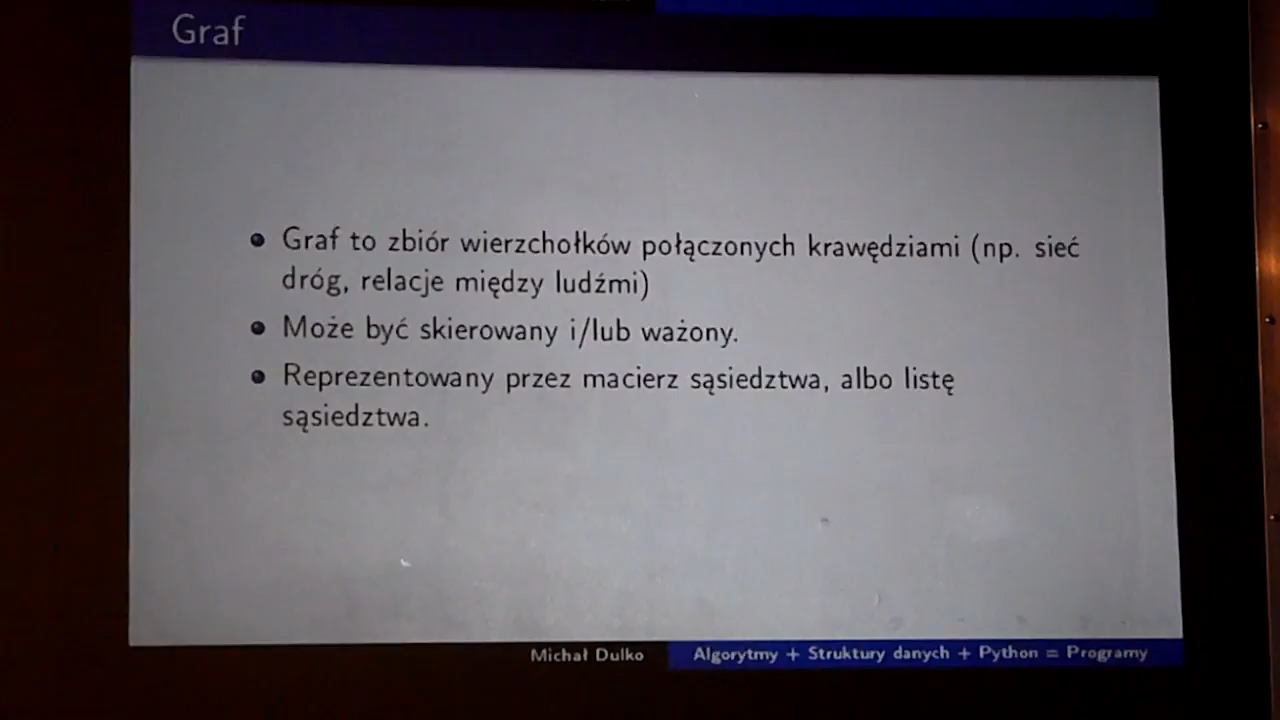 Graf
Graf to zbiór wierzchołków połączonych krawędziami (np. sieć
dróg, relacje między ludźmi)
Może być skierowany i/lub ważony.
Reprezentowany przez macierz sąsiedztwa, albo listę
sąsiedztwa.
Michał Dulko
Algorytmy + Struktury danych + Python = Programy